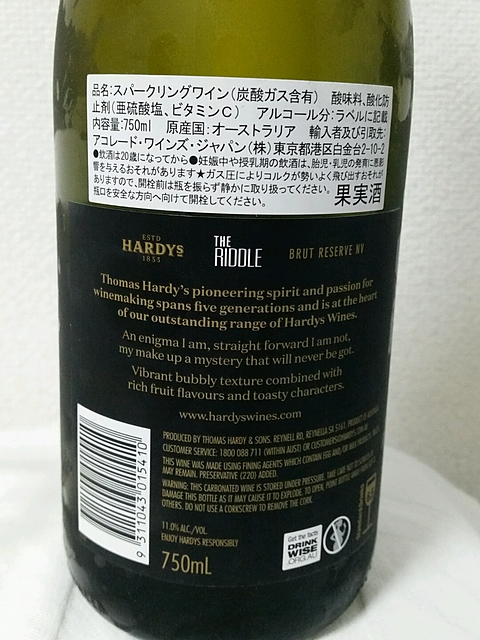 品名:スパークリングワイン(炭酸ガス含有) 酸味料、酸化防
止剤(亜硫酸塩、ビタミンC) アルコール分:ラベルに記載
内容量:750ml 原産国:オーストラリア 輸入者及び引取先:
アコレード・ワインズ・ジャパン(株)東京都港区白金台2-10-2
●飲酒は20歳になってから●妊娠中や授乳期の飲酒は、胎児・乳児の発育に悪影
響を与えるおそれがあります★ガス圧によりコルクが勢いよく飛び出すおそれが
ありますので、開栓前は瓶を振らず静かに取り扱ってください。
瓶口を安全な方向へ向けて開栓してください。
果実酒
ESTD
HARDYS
1853
THE
RIDDLE
BRUT RESERVE NV
Thomas Hardy's pioneering spirit and passion for
winemaking spans five generations and is at the heart
of our outstanding range of Hardys Wines.
An enigma I am, straight forward I am not,
my make up a mystery that will never be got.
Vibrant bubbly texture combined with
rich fruit flavours and toasty characters.
www.hardyswines.com
PRODUCED BY THOMAS HARDY & SONS. REYNELL RD, REYNELLA SA 5161. PRODUCT OF
CUSTOMER SERVICE: 1800 088 711 (WITHIN AUST) OR
THIS WINE WAS MADE USING FINING AGENTS WHICH CONTAIN EGG AND/OR MILK
MAY REMAIN. PRESERVATIVE (220) ADDED.
WARNING: THIS CARBONATED WINE IS STORED UNDER PRESSURE. TAKE CARE NOT TO
DAMAGE THIS BOTTLE AS IT MAY CAUSE IT TO EXPLODE. TO OPEN, POINT BOTTLE AWAY
OTHERS. DO NOT USE A CORKSCREW TO REMOVE THE CORK.
11.0% ALC./VOL.
ENJOY HARDYS RESPONSIBLY
750mL
9 311043 015410
Get the facts
DRINK
WISE
.ORG.AU